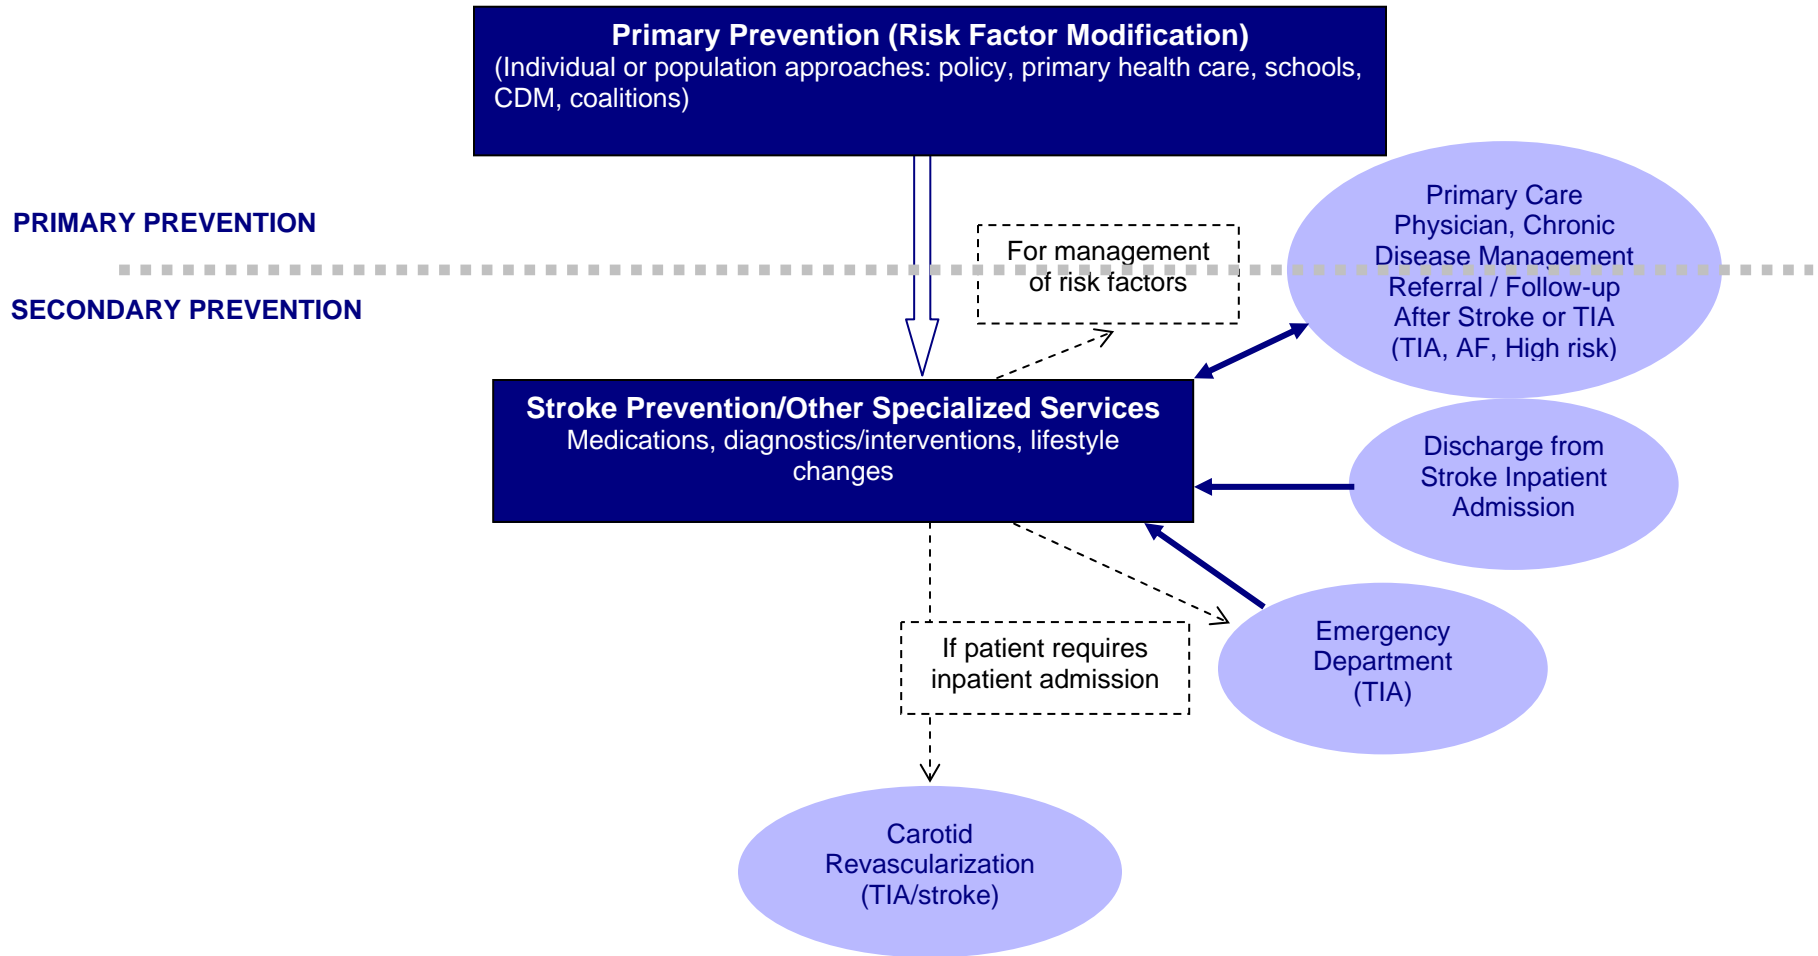 Primary Prevention (Risk Factor Modification)
(Individual or population approaches: policy, primary health care, schools,
CDM, coalitions)
PRIMARY PREVENTION
SECONDARY PREVENTION
For management
of risk factors
Primary Care
Physician, Chronic
Disease Management
Referral / Follow-up
After Stroke or TIA
(TIA, AF, High risk)
Stroke Prevention/Other Specialized Services
Medications, diagnostics/interventions, lifestyle
changes
Discharge from
Stroke Inpatient
Admission
If patient requires
inpatient admission
Emergency
Department
(TIA)
Carotid
Revascularization
(TIA/stroke)